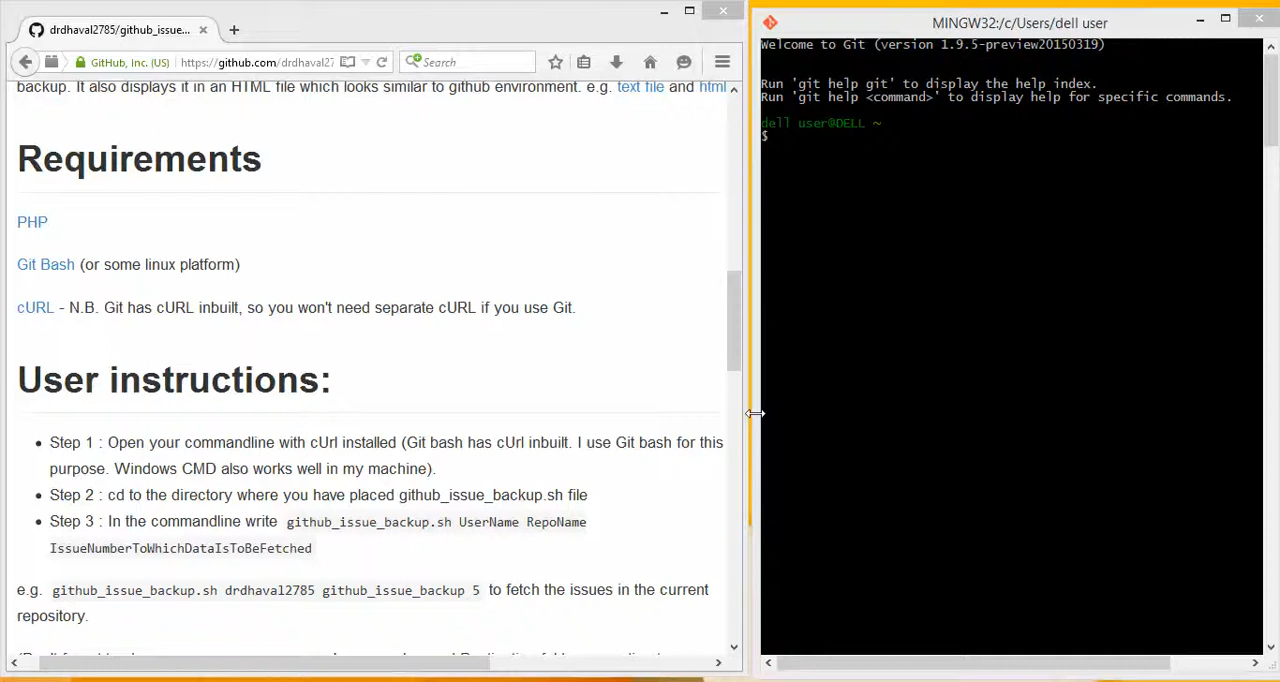 drdhaval2785/github_issue...
GitHub, Inc. (US)
https://github.com/drdhaval27
Search
backup. It also displays it in an HTML file which looks similar to github environment. e.g. text file and html
Requirements
PHP
Git Bash (or some linux platform)
cURL - N.B. Git has cURL inbuilt, so you won't need separate cURL if you use Git.
User instructions:
Step 1 : Open your commandline with cUrl installed (Git bash has cUrl inbuilt. I use Git bash for this
purpose. Windows CMD also works well in my machine).
Step 2 : cd to the directory where you have placed github_issue_backup.sh file
Step 3 : In the commandline write github_issue_backup.sh UserName RepoName
IssueNumberToWhichDataIsToBeFetched
e.g. github_issue_backup.sh drdhaval2785 github_issue_backup 5 to fetch the issues in the current
repository.
MINGW32:/c/Users/dell user
Welcome to Git (version 1.9.5-preview20150319)
Run 'git help git' to display the help index.
Run 'git help <command>' to display help for specific commands.
dell user@DELL ~
$